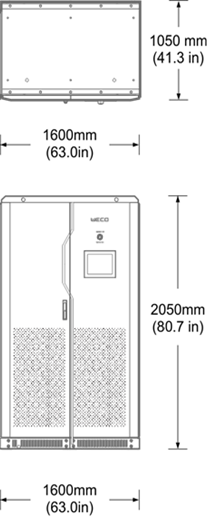 1050 mm
(41.3 in)
1600mm
(63.0in)
WECO
2050mm
(80.7 in)
1600mm
(63.0in)